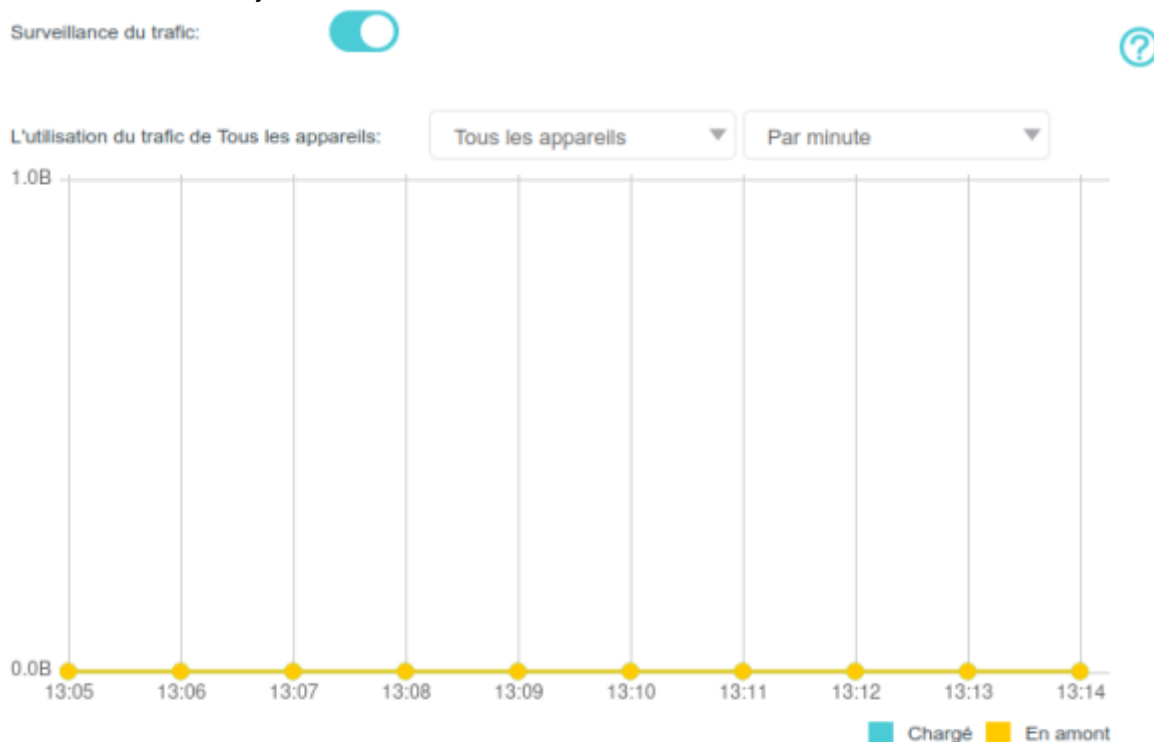 Surveillance du trafic:
L'utilisation du trafic de Tous les appareils: Tous les appareils Par minute
1.0B
0.0B
13:05 13:06 13:07 13:08 13:09 13:10 13:11 13:12 13:13 13:14
Chargé En amont